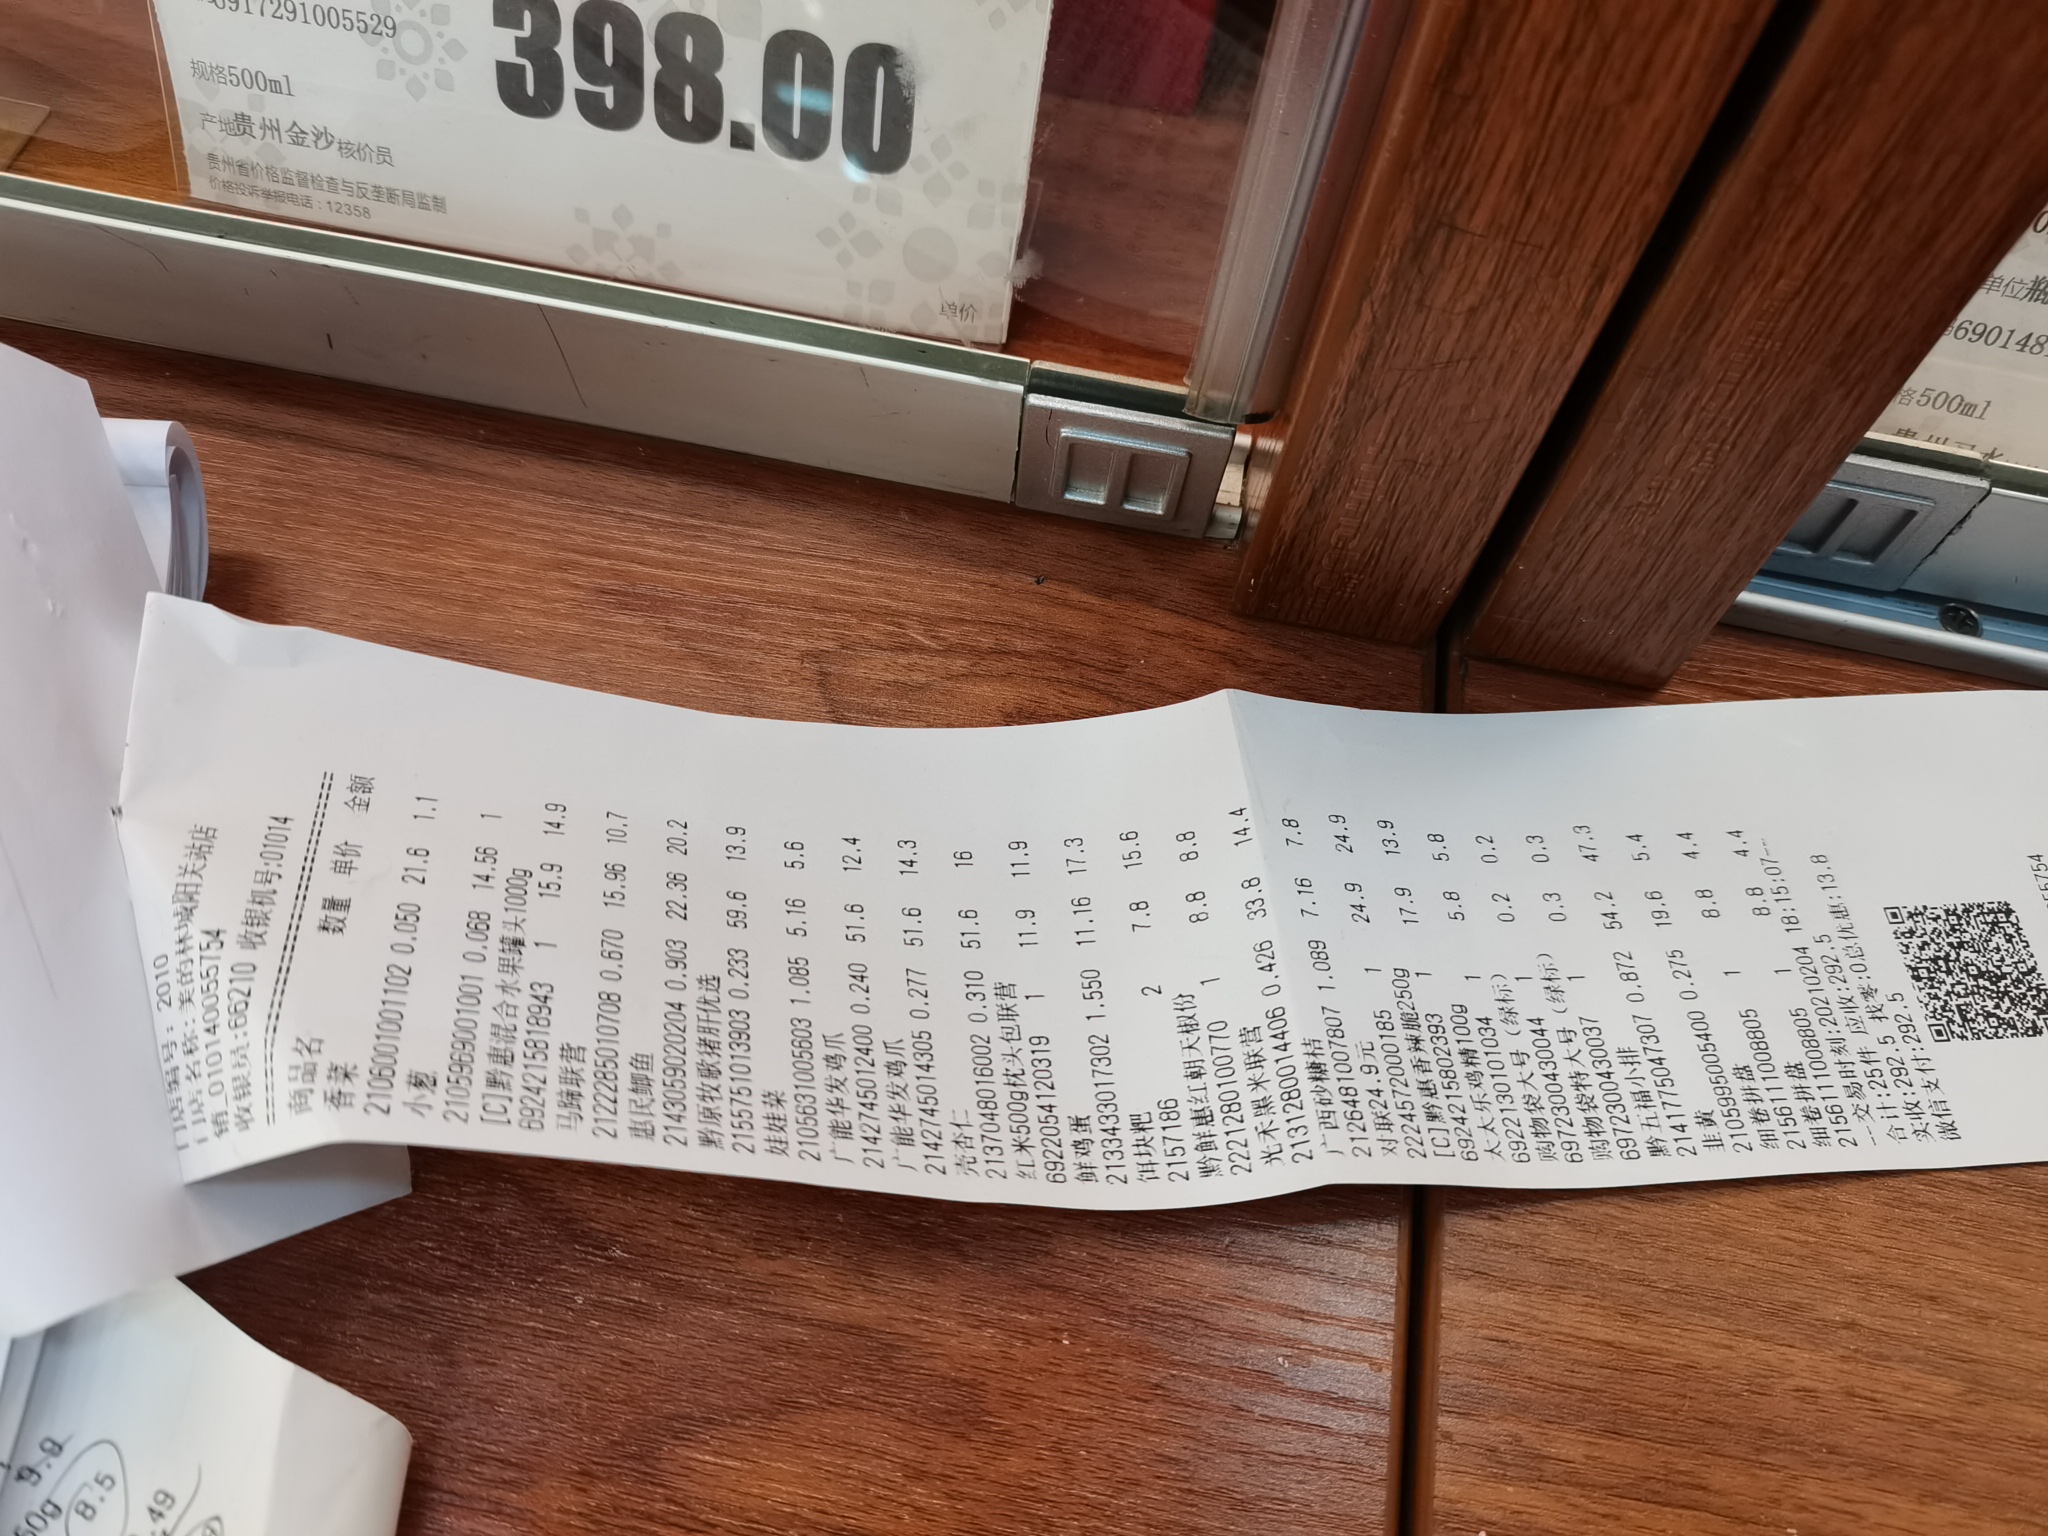 6917291005529
规格500ml
产地贵州金沙核价员
贵州省价格监督检查与反垄断局监制
价格投诉举报电话：12358
398.00
单价
单位瓶
690148
格500ml
门店编号: 2010
门店名称:美的林城阳关站店
销_010140055754
收银员:66210 收银机号:01014
商品名 数量 单价 金额
香菜
2106001001102 0.050 21.6 1.1
小葱
2105969001001 0.068 14.56 1
[C]黔惠混合水果罐头1000g
6924215818943 1 15.9 14.9
马蹄联营
2122285010708 0.670 15.96 10.7
惠民鲫鱼
2143059020204 0.903 22.36 20.2
黔原牧歌猪肝优选
2155751013903 0.233 59.6 13.9
娃娃菜
2105631005603 1.085 5.16 5.6
广能华发鸡爪
2142745012400 0.240 51.6 12.4
广能华发鸡爪
2142745014305 0.277 51.6 14.3
壳杏仁
2137048016002 0.310 51.6 16
红米500g枕头包联营
6922054120319 1 11.9 11.9
鲜鸡蛋
2133433017302 1.550 11.16 17.3
饵块粑
2157186 2 7.8 15.6
黔鲜惠红朝天椒份
2221280100770 1 8.8 8.8
光禾黑米联营
2131280014406 0.426 33.8 14.4
广西砂糖桔
2126481007807 1.089 7.16 7.8
对联24.9元
2224572000185 1 24.9 24.9
[C]黔惠香辣脆250g
6924215802393 1 17.9 13.9
太太乐鸡精100g
6922130101034 1 5.8 5.8
购物袋大号（绿标）
6972300430044 1 0.2 0.2
购物袋特大号（绿标）
6972300430037 1 0.3 0.3
黔五福小排
2141775047307 0.872 54.2 47.3
韭黄
2105995005400 0.275 19.6 5.4
细卷拼盘
2156111008805 1 8.8 4.4
细卷拼盘
2156111008805 1 8.8 4.4
--交易时刻:20210204 18:15:07--
合计:25件 应收:292.5
实收:292.5 找零:0总优惠:13.8
微信支付:292.5
55754
8.5